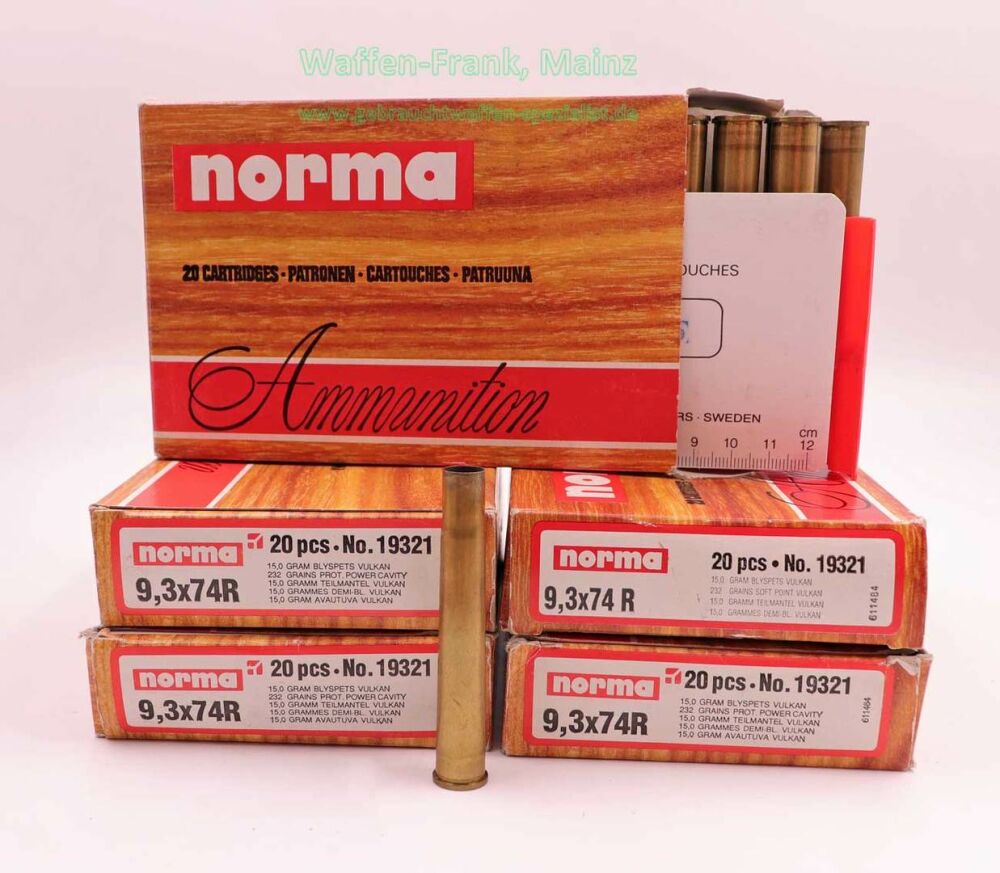 Waffen-Frank, Mainz
www.gebrauchtwaffen-spezialist.de
norma
20 CARTRIDGES · PATRONEN · CARTOUCHES · PATRUUNA
Ammunition
OUCHES
RS · SWEDEN
cm
9 10 11 12
norma 20 pcs · No. 19321
9,3x74R
15,0 GRAM BLYSPETS VULKAN
232 GRAINS PROT. POWER CAVITY
15,0 GRAMM TEILMANTEL VULKAN
15,0 GRAMMES DEMI-BL. VULKAN
15,0 GRAM AVAUTUVA VULKAN
no
norma 20 pcs • No. 19321
9,3x74 R
15,0 GRAM BLYSPETS VULKAN
232 GRAINS SOFT POINT VULKAN
15,0 GRAMM TEILMANTEL VULKAN
15,0 GRAMMES DEMI-BL. VULKAN
611484
norma 20 pcs · No. 19321
9,3x74R
15,0 GRAM BLYSPETS VULKAN
232 GRAINS PROT. POWER CAVITY
15,0 GRAMM TEILMANTEL VULKAN
15,0 GRAMMES DEMI-BL. VULKAN
15,0 GRAM AVAUTUVA VULKAN
norma 20 pcs · No. 19321
9,3x74R
15,0 GRAM BLYSPETS VULKAN
232 GRAINS PROT. POWER CAVITY
15,0 GRAMM TEILMANTEL VULKAN
15,0 GRAMMES DEMI-BL. VULKAN
15,0 GRAM AVAUTUVA VULKAN
611464